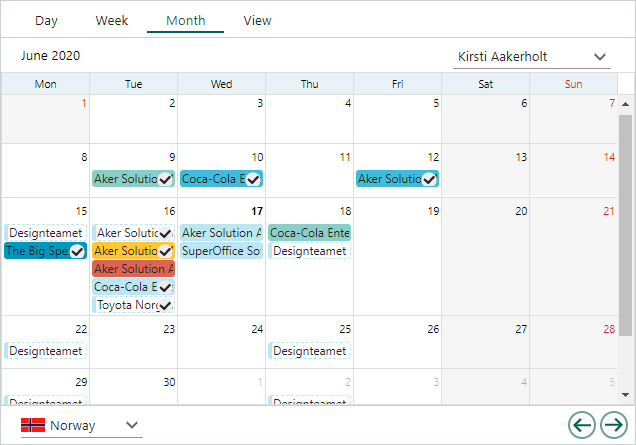 Day Week Month View
June 2020 Kirsti Aakerholt
Mon Tue Wed Thu Fri Sat Sun
1 2 3 4 5 6 7
8 9 10 11 12 13 14
Aker Solutio Coca-Cola E Aker Solutio
15 16 17 18 19 20 21
Designteamet Aker Solutio Aker Solution A Coca-Cola Ente
The Big Spe Aker Solutio SuperOffice So Designteamet
Aker Solution A
Coca-Cola E
Toyota Norg
22 23 24 25 26 27 28
Designteamet Designteamet
29 30 1 2 3 4 5
Designteamet Designteamet
Norway